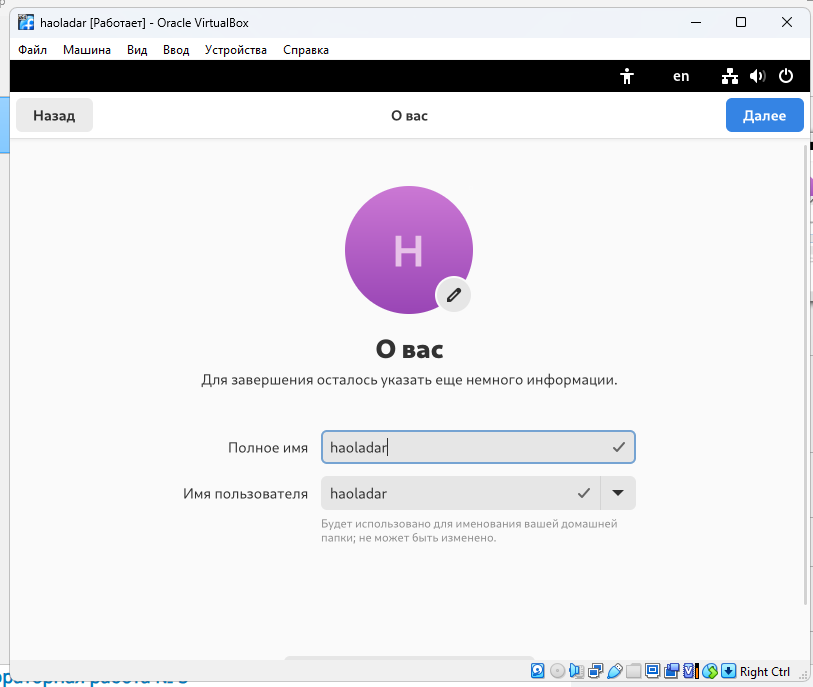 haoladar [Работает] - Oracle VirtualBox
Файл Машина Вид Ввод Устройства Справка
en
Назад О вас Далее
H
О вас
Для завершения осталось указать еще немного информации.
Полное имя haoladar
Имя пользователя haoladar
Будет использовано для именования вашей домашней
папки; не может быть изменено.
Right Ctrl
работа